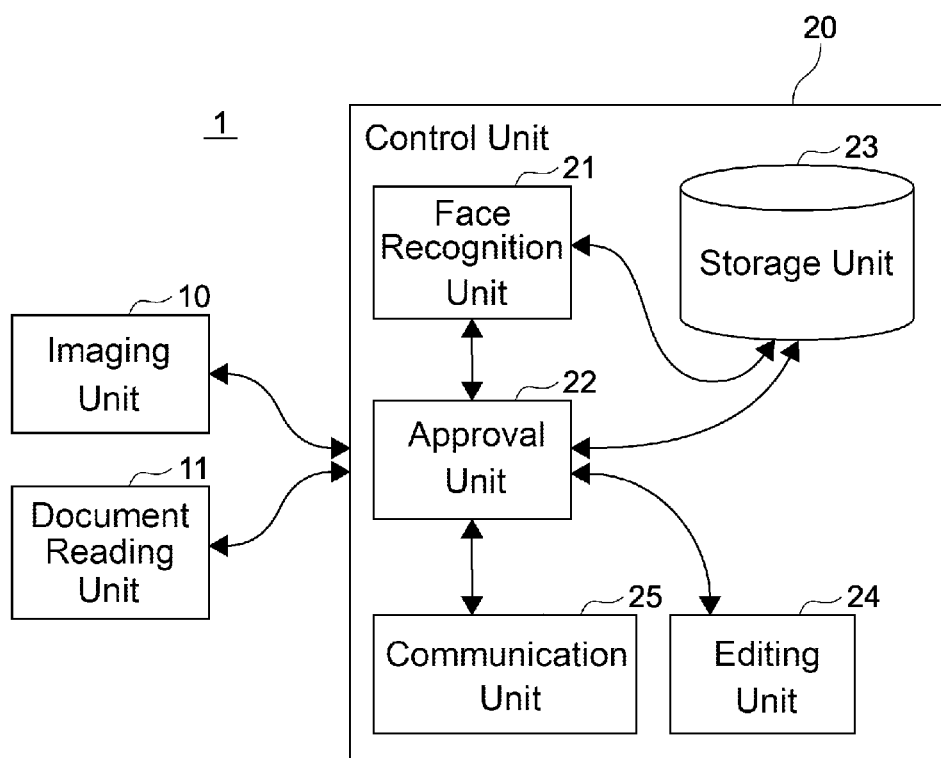 20
1
Control Unit
21
23
Face
Recognition
Unit
Storage Unit
10
Imaging
Unit
22
Approval
Unit
11
Document
Reading
Unit
25
Communication
Unit
24
Editing
Unit